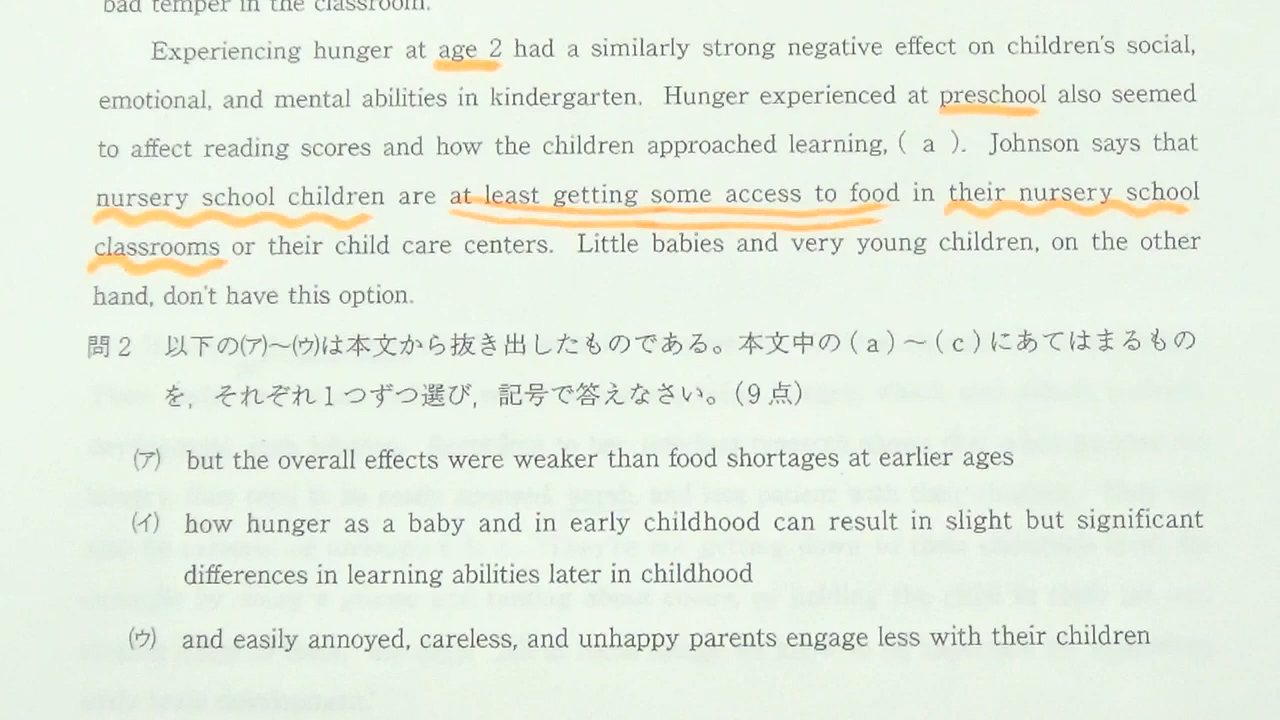 bad temper in the classroom.
Experiencing hunger at age 2 had a similarly strong negative effect on children's social,
emotional, and mental abilities in kindergarten. Hunger experienced at preschool also seemed
to affect reading scores and how the children approached learning, ( a ). Johnson says that
nursery school children are at least getting some access to food in their nursery school
classrooms or their child care centers. Little babies and very young children, on the other
hand, don't have this option.
問2 以下の(ア)～(ウ)は本文から抜き出したものである。本文中の(a)～(c)にあてはまるもの
を，それぞれ1つずつ選び，記号で答えなさい。(9点)
(ア) but the overall effects were weaker than food shortages at earlier ages
(イ) how hunger as a baby and in early childhood can result in slight but significant
differences in learning abilities later in childhood
(ウ) and easily annoyed, careless, and unhappy parents engage less with their children